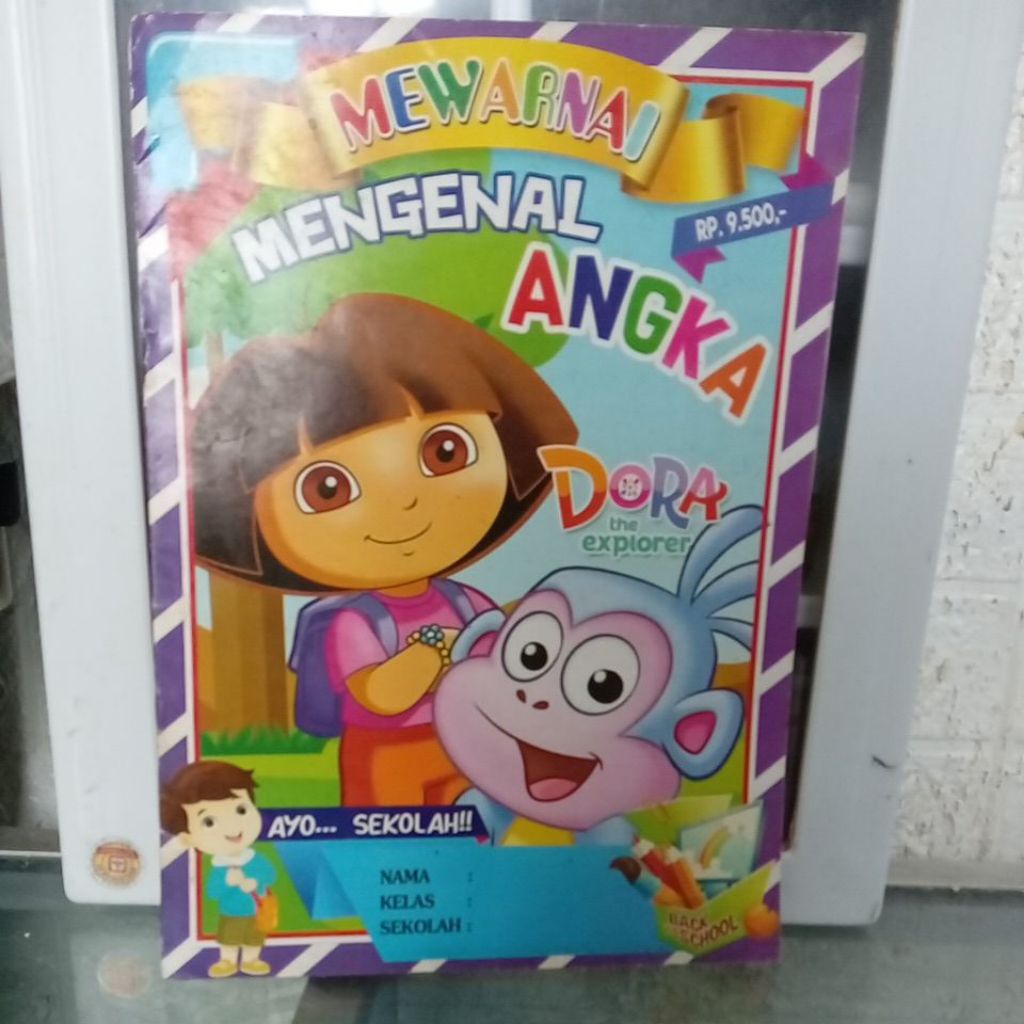 MEWARNAI
MENGENAL
RP. 9.500,-
ANGKA
DORA
the
explorer
AYO... SEKOLAH!!
NAMA :
KELAS :
SEKOLAH :
BACK
SCHOOL